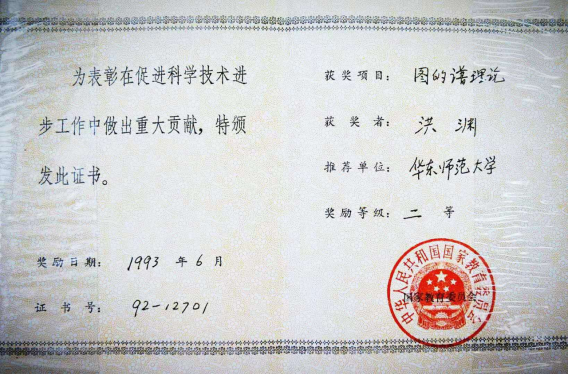 为表彰在促进科学技术进
步工作中做出重大贡献，特颁
发此证书。
奖励日期： 1993 年 6 月
证书号： 92-12701
获奖项目： 图的谱理论
获奖者： 洪渊
推荐单位： 华东师范大学
奖励等级： 二 等
中华人民共和国国家教育委员会
国家教育委员会